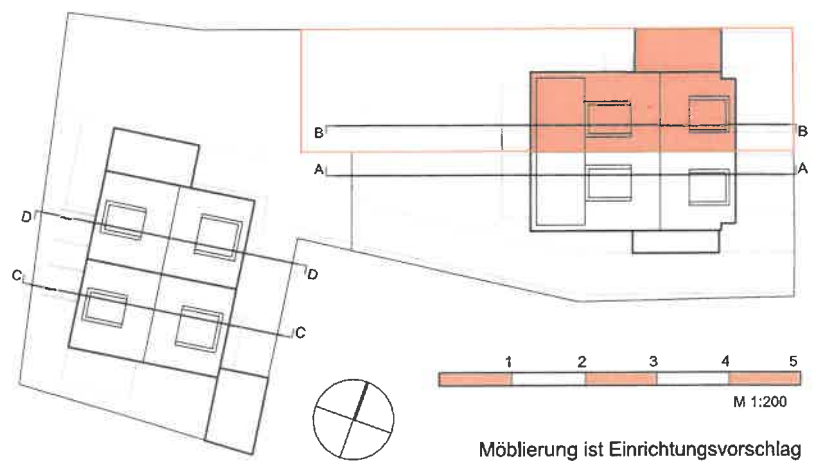 B B
A A
D
D
C
C
1 2 3 4 5
M 1:200
Möblierung ist Einrichtungsvorschlag